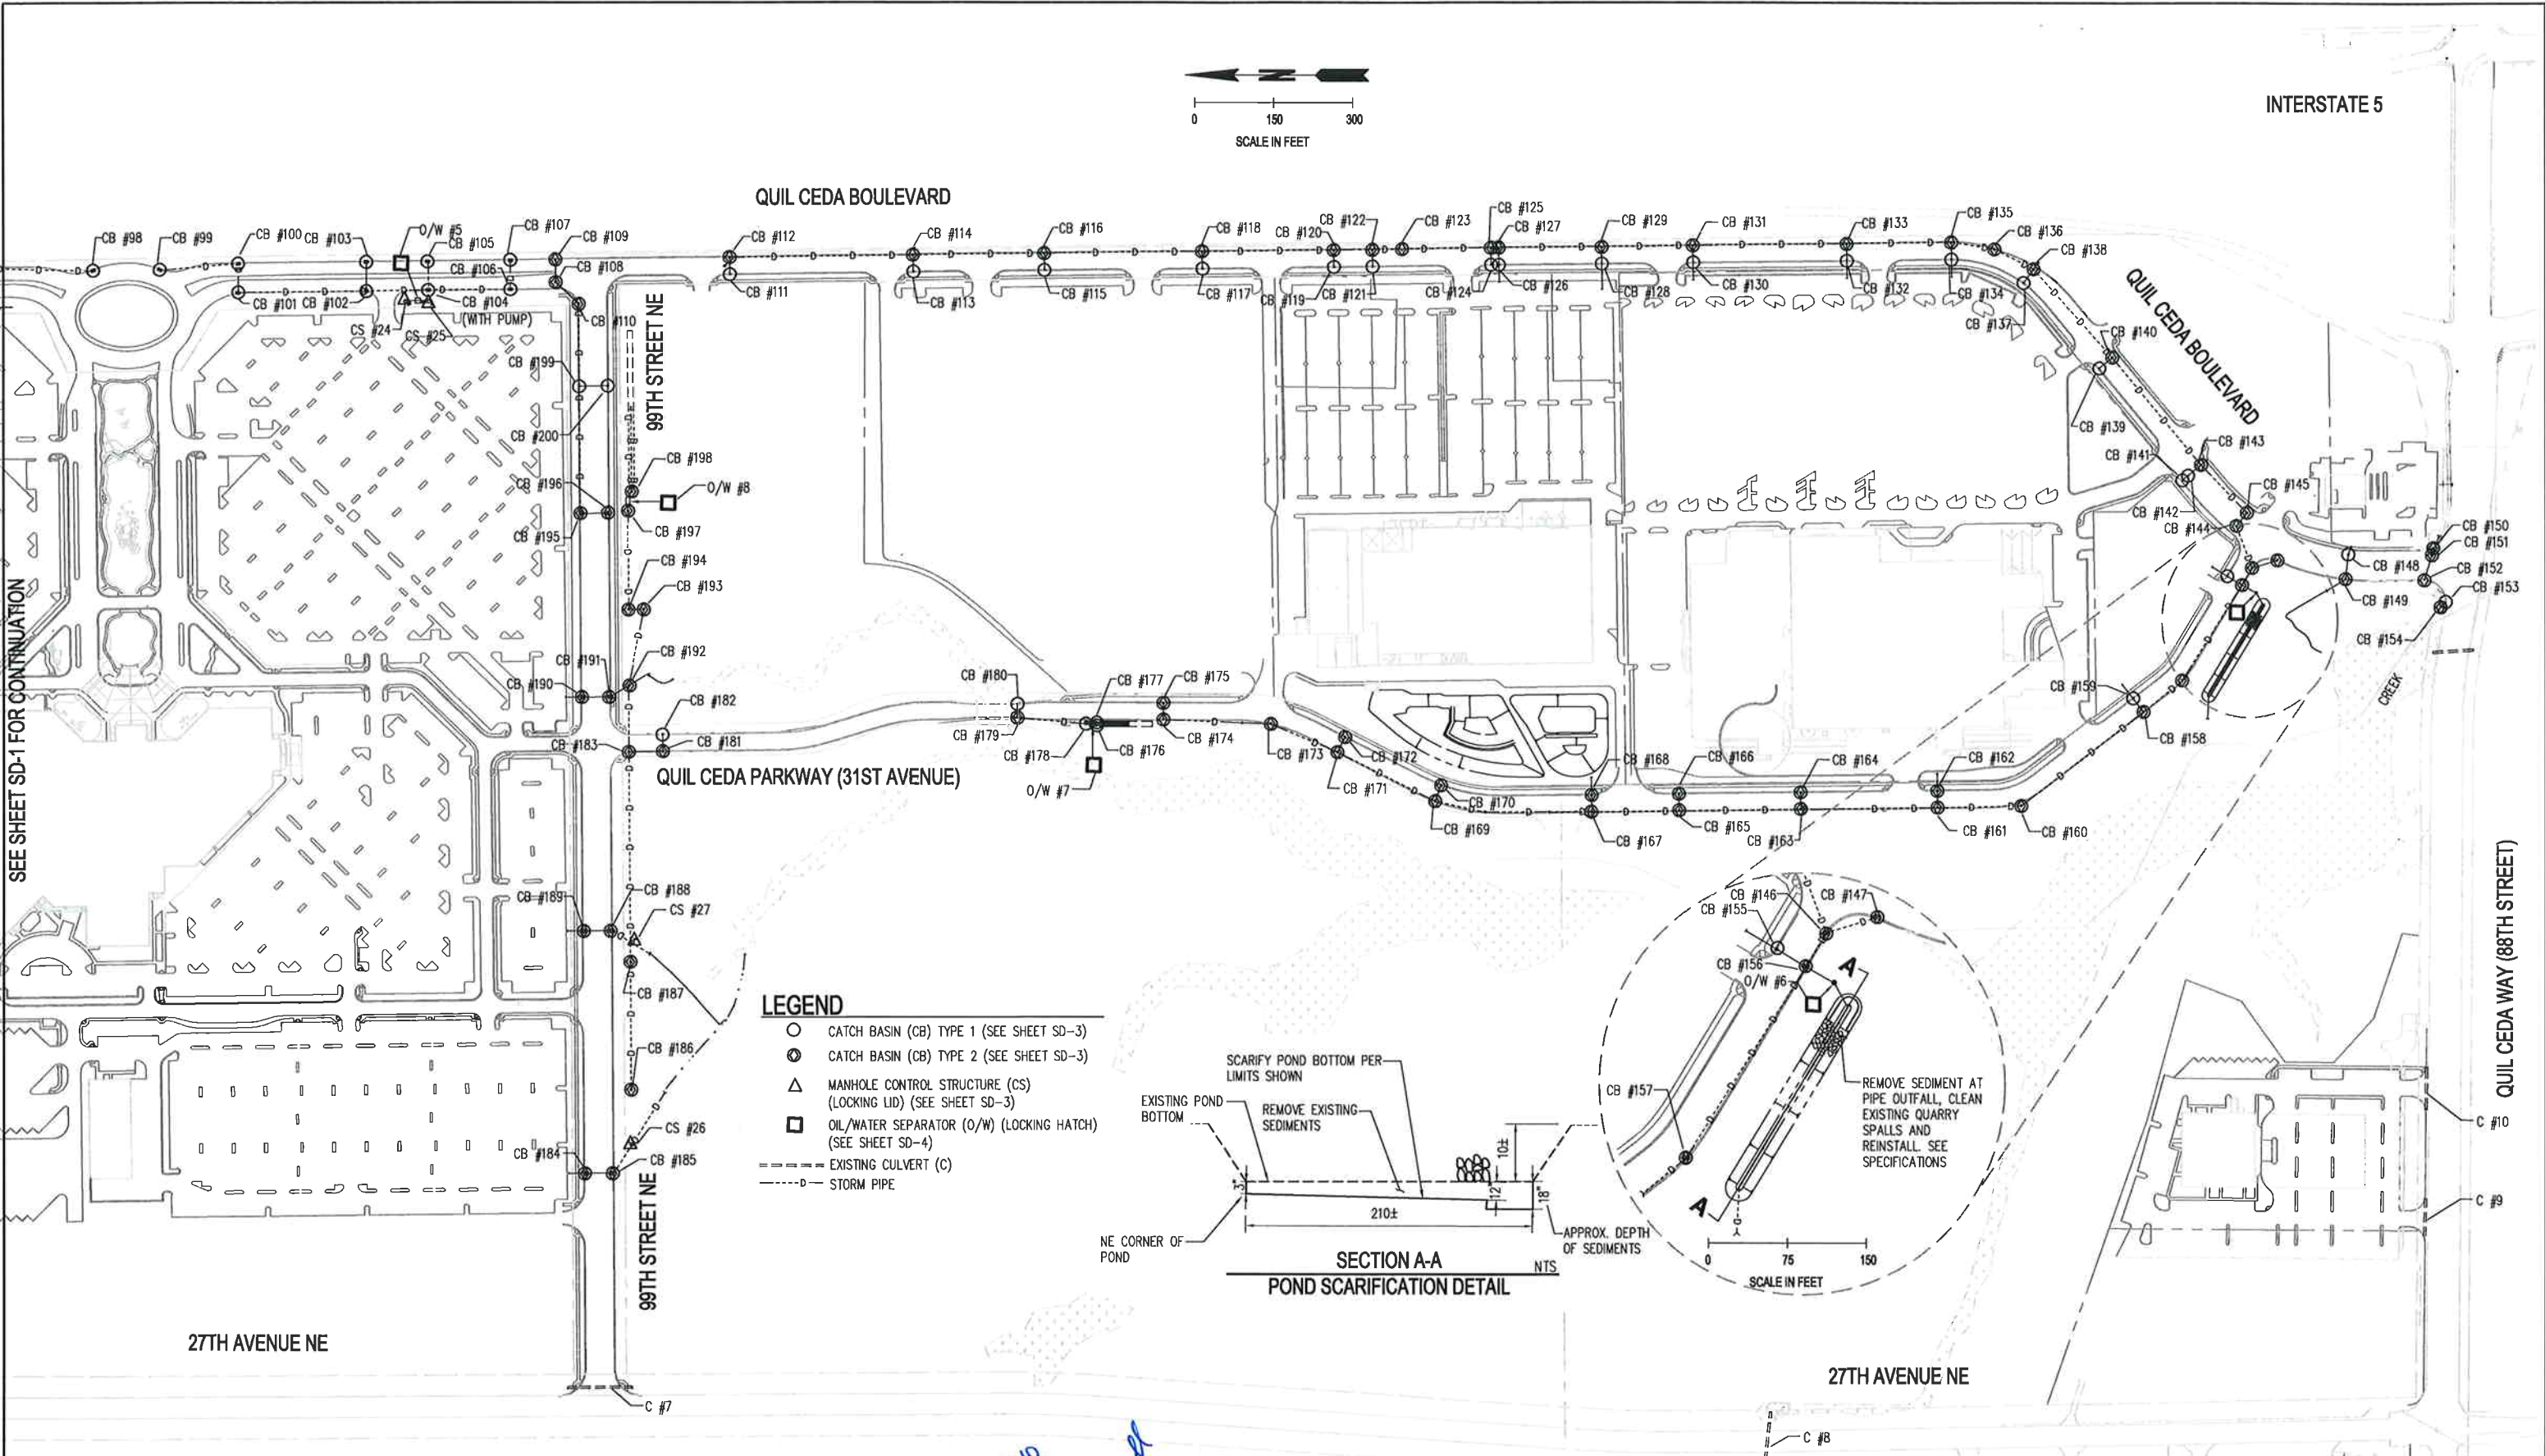 INTERSTATE 5
N
0 150 300
SCALE IN FEET
QUIL CEDA BOULEVARD
CB #98
CB #99
CB #100
CB #103
O/W #5
CB #105
CB #107
CB #106
CB #109
CB #108
CB #101
CB #102
CB #104
(WITH PUMP)
CS #24
CS #25
CB #110
CB #112
CB #111
CB #114
CB #113
CB #116
CB #115
CB #118
CB #117
CB #120
CB #119
CB #122
CB #121
CB #123
CB #125
CB #127
CB #124
CB #126
CB #129
CB #128
CB #131
CB #130
CB #133
CB #132
CB #135
CB #134
CB #136
CB #138
CB #137
CB #140
QUIL CEDA BOULEVARD
CB #139
CB #141
CB #143
CB #142
CB #144
CB #145
CB #150
CB #151
CB #148
CB #152
CB #149
CB #153
CB #154
CREEK
CB #199
CB #200
99TH STREET NE
CB #198
CB #196
O/W #8
CB #195
CB #197
CB #194
CB #193
CB #192
CB #191
CB #190
CB #182
CB #183
CB #181
QUIL CEDA PARKWAY (31ST AVENUE)
SEE SHEET SD-1 FOR CONTINUATION
CB #180
CB #179
CB #177
CB #175
CB #178
CB #176
CB #174
O/W #7
CB #173
CB #172
CB #171
CB #170
CB #169
CB #168
CB #167
CB #166
CB #165
CB #164
CB #163
CB #162
CB #161
CB #160
CB #159
CB #158
CB #189
CB #188
CS #27
CB #187
CB #186
CS #26
CB #184
CB #185
99TH STREET NE
LEGEND
CATCH BASIN (CB) TYPE 1 (SEE SHEET SD-3)
CATCH BASIN (CB) TYPE 2 (SEE SHEET SD-3)
MANHOLE CONTROL STRUCTURE (CS)
(LOCKING LID) (SEE SHEET SD-3)
OIL/WATER SEPARATOR (O/W) (LOCKING HATCH)
(SEE SHEET SD-4)
EXISTING CULVERT (C)
D STORM PIPE
SCARIFY POND BOTTOM PER
LIMITS SHOWN
EXISTING POND
BOTTOM
REMOVE EXISTING
SEDIMENTS
10±
3"
12"
18"
210±
NE CORNER OF
POND
APPROX. DEPTH
OF SEDIMENTS
SECTION A-A
NTS
POND SCARIFICATION DETAIL
CB #146
CB #147
CB #155
CB #156
O/W #6
A
CB #157
REMOVE SEDIMENT AT
PIPE OUTFALL, CLEAN
EXISTING QUARRY
SPALLS AND
REINSTALL. SEE
SPECIFICATIONS
A
0 75 150
SCALE IN FEET
QUIL CEDA WAY (88TH STREET)
C #10
C #9
27TH AVENUE NE
27TH AVENUE NE
C #7
C #8